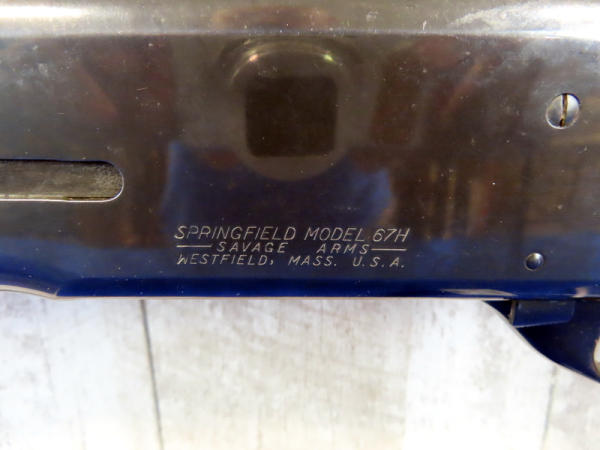 SPRINGFIELD MODEL 67H
SAVAGE ARMS
WESTFIELD, MASS. U.S.A.